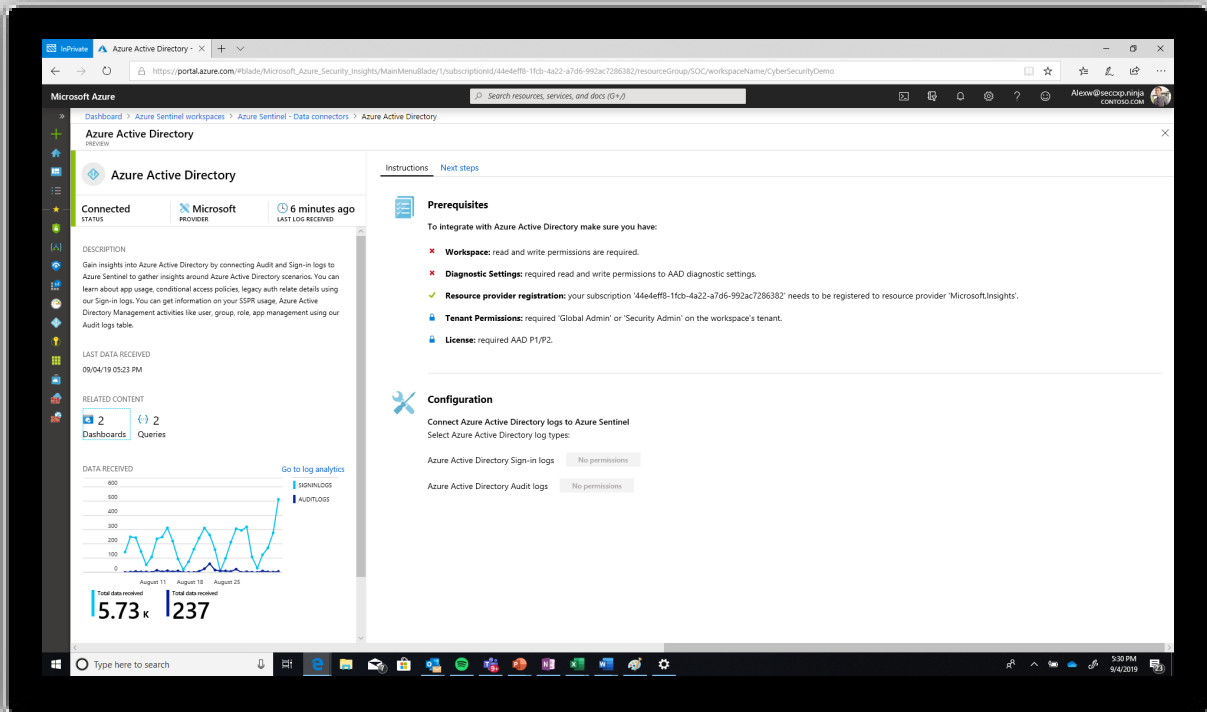 InPrivate
Azure Active Directory -
https://portal.azure.com/#blade/Microsoft_Azure_Security_Insights/MainMenuBlade/1/subscriptionId/44e4eff8-1fcb-4a22-a7d6-992ac7286382/resourceGroup/SOC/workspaceName/CyberSecurityDemo
Microsoft Azure
Search resources, services, and docs (G+/)
Alexw@seccxp.ninja
CONTOSO.COM
Dashboard > Azure Sentinel workspaces > Azure Sentinel - Data connectors > Azure Active Directory
Azure Active Directory
PREVIEW
Azure Active Directory
Connected
STATUS
Microsoft
PROVIDER
6 minutes ago
LAST LOG RECEIVED
DESCRIPTION
Gain insights into Azure Active Directory by connecting Audit and Sign-in logs to
Azure Sentinel to gather insights around Azure Active Directory scenarios. You can
learn about app usage, conditional access policies, legacy auth relate details using
our Sign-in logs. You can get information on your SSPR usage, Azure Active
Directory Management activities like user, group, role, app management using our
Audit logs table.
LAST DATA RECEIVED
09/04/19 05:23 PM
RELATED CONTENT
2
Dashboards
2
Queries
DATA RECEIVED
Go to log analytics
600
500
400
300
200
100
0
SIGNINLOGS
AUDITLOGS
August 11 August 18 August 25
Total data received
5.73 K
Total data received
237
Instructions
Next steps
Prerequisites
To integrate with Azure Active Directory make sure you have:
Workspace: read and write permissions are required.
Diagnostic Settings: required read and write permissions to AAD diagnostic settings.
Resource provider registration: your subscription '44e4eff8-1fcb-4a22-a7d6-992ac7286382' needs to be registered to resource provider 'Microsoft.Insights'.
Tenant Permissions: required 'Global Admin' or 'Security Admin' on the workspace's tenant.
License: required AAD P1/P2.
Configuration
Connect Azure Active Directory logs to Azure Sentinel
Select Azure Active Directory log types:
Azure Active Directory Sign-in logs No permissions
Azure Active Directory Audit logs No permissions
Type here to search
5:30 PM
9/4/2019
23